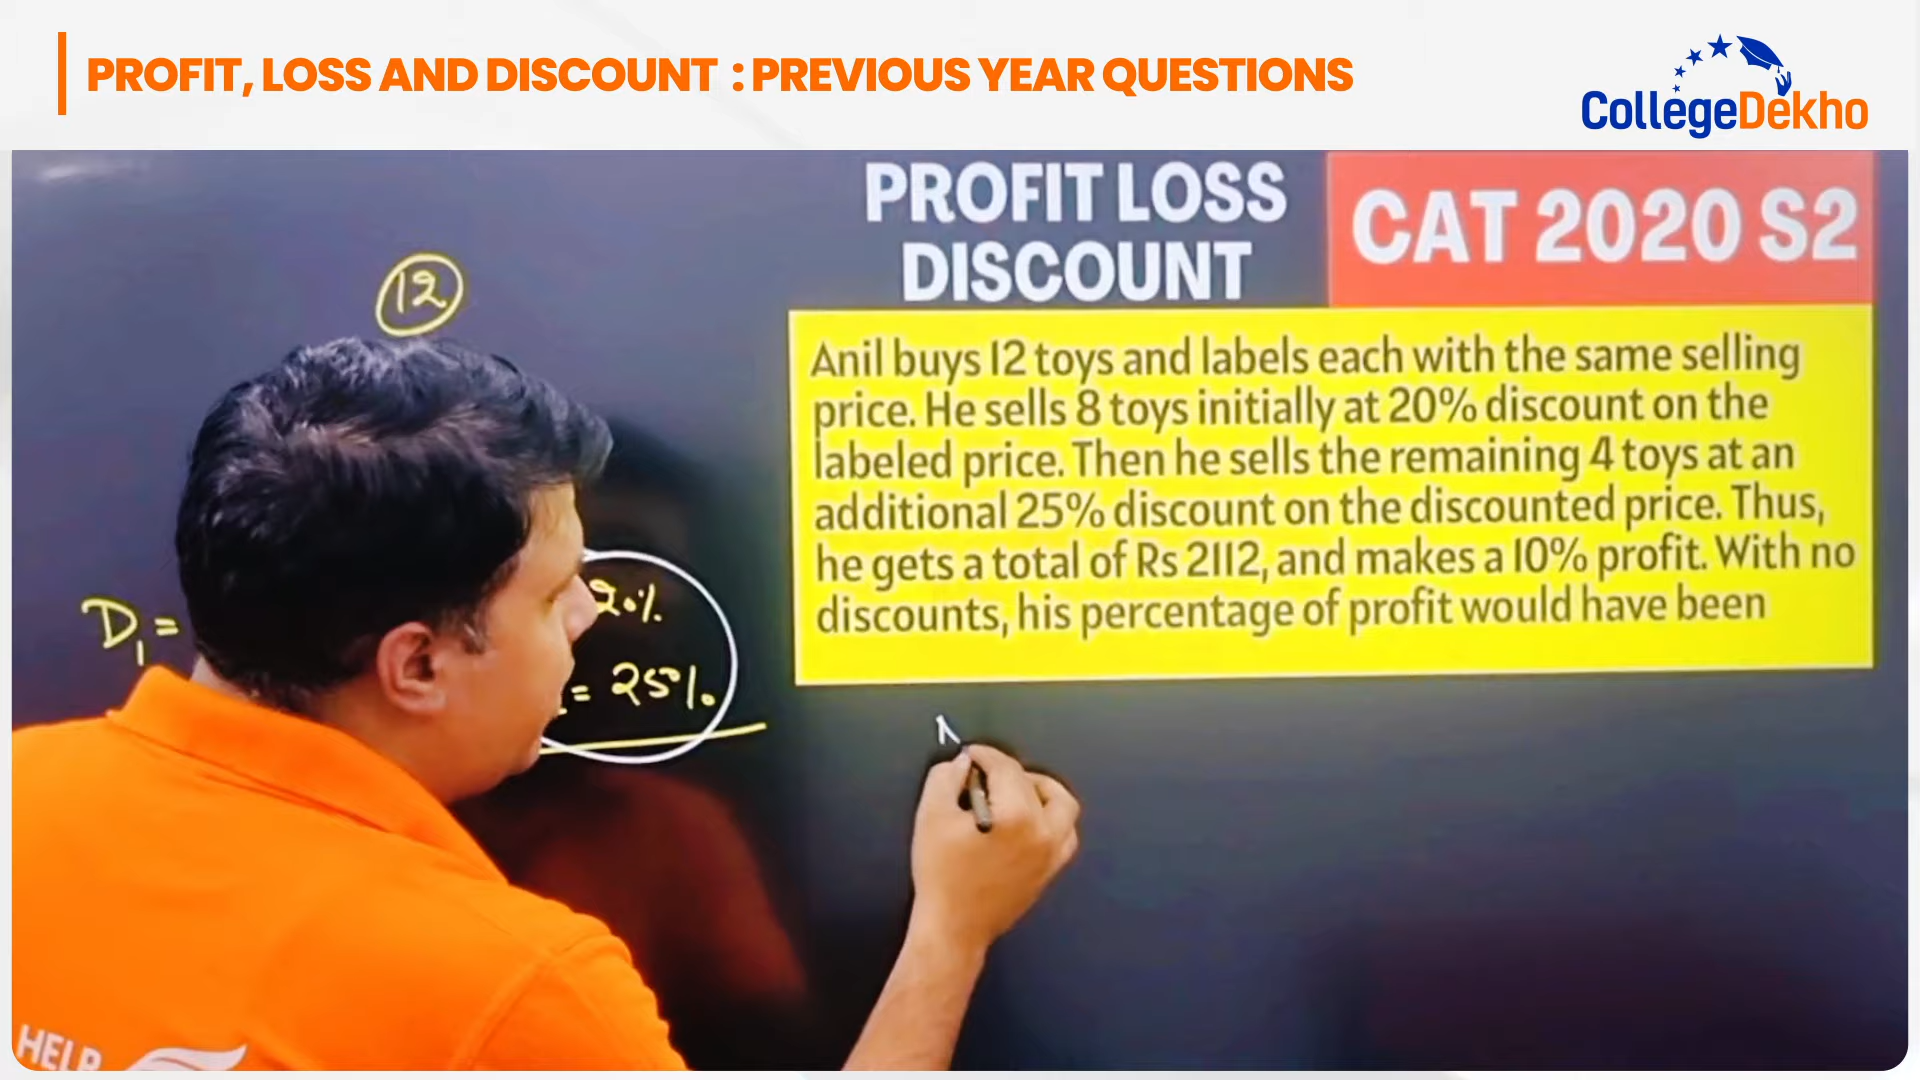 PROFIT, LOSS AND DISCOUNT : PREVIOUS YEAR QUESTIONS
CollegeDekho
PROFIT LOSS
DISCOUNT
CAT 2020 S2
12
Anil buys 12 toys and labels each with the same selling
price. He sells 8 toys initially at 20% discount on the
labeled price. Then he sells the remaining 4 toys at an
additional 25% discount on the discounted price. Thus,
he gets a total of Rs 2112, and makes a 10% profit. With no
discounts, his percentage of profit would have been
D1 =
20%
= 25%
HELP